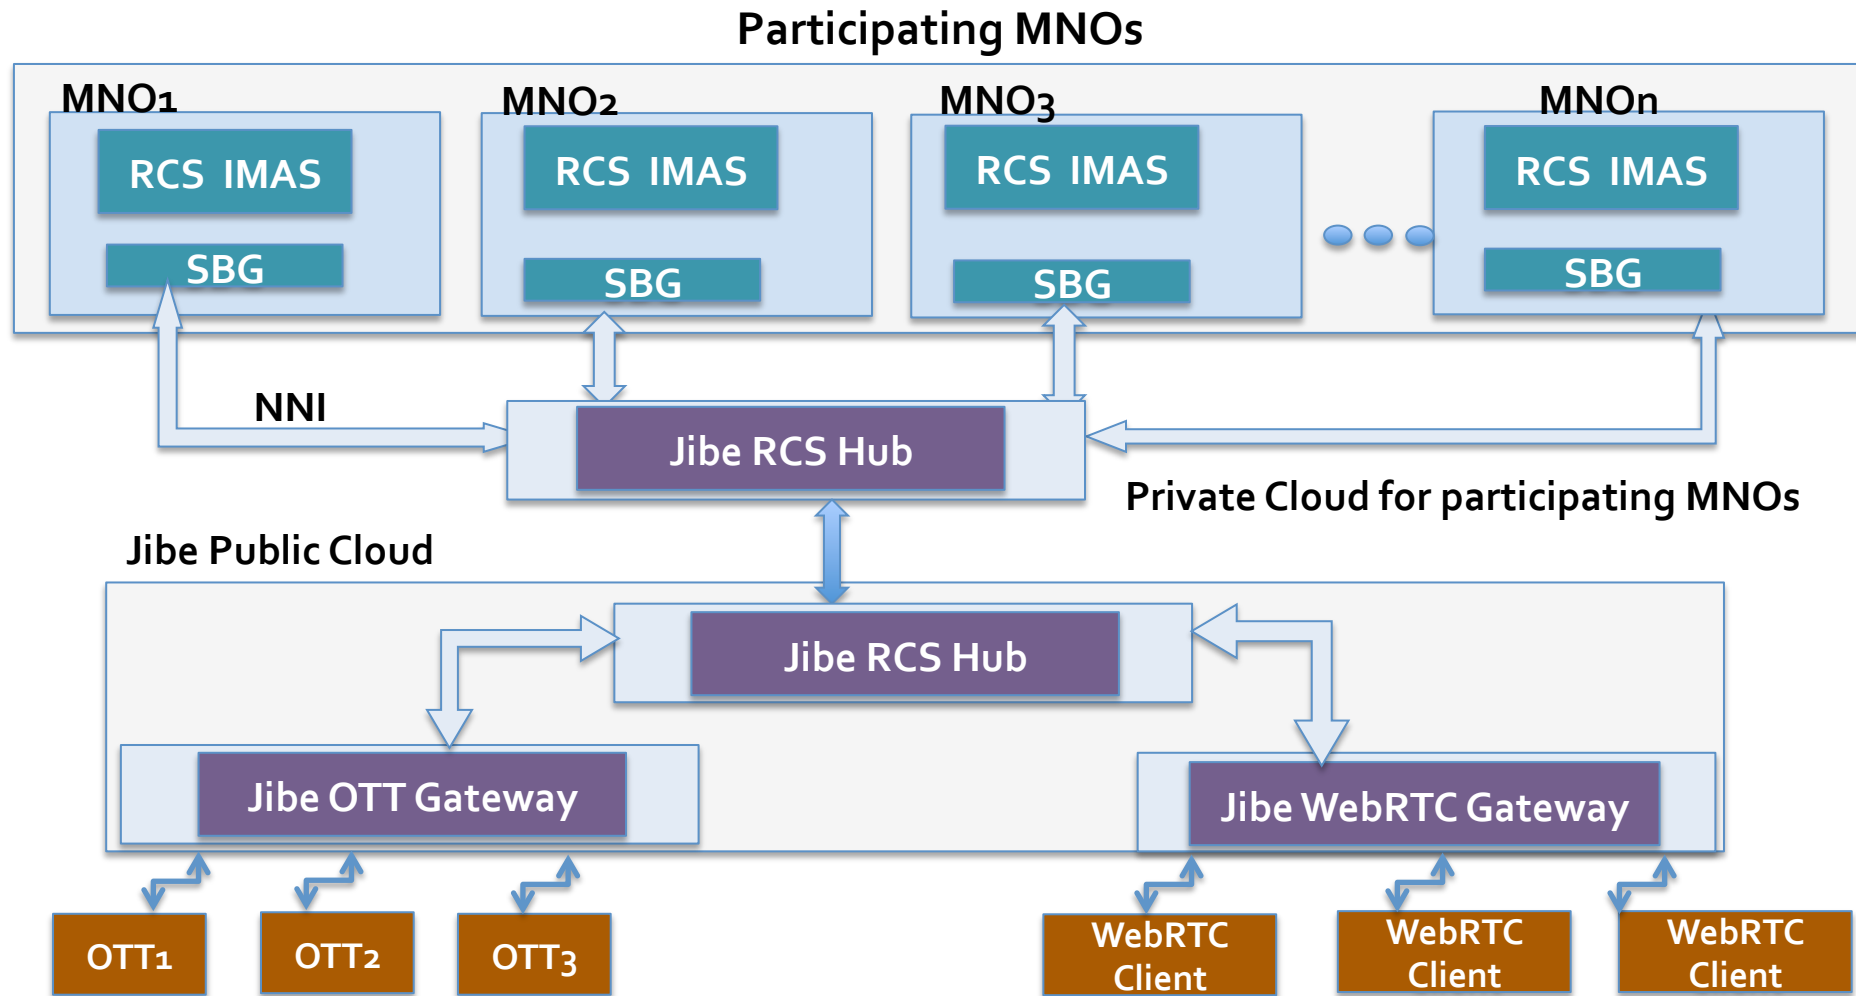 Participating MNOs
MNO1
MNO2
MNO3
MNOn
RCS IMAS
RCS IMAS
RCS IMAS
RCS IMAS
SBG
SBG
SBG
SBG
NNI
Jibe RCS Hub
Private Cloud for participating MNOs
Jibe Public Cloud
Jibe RCS Hub
Jibe OTT Gateway
Jibe WebRTC Gateway
OTT1
OTT2
OTT3
WebRTC
Client
WebRTC
Client
WebRTC
Client